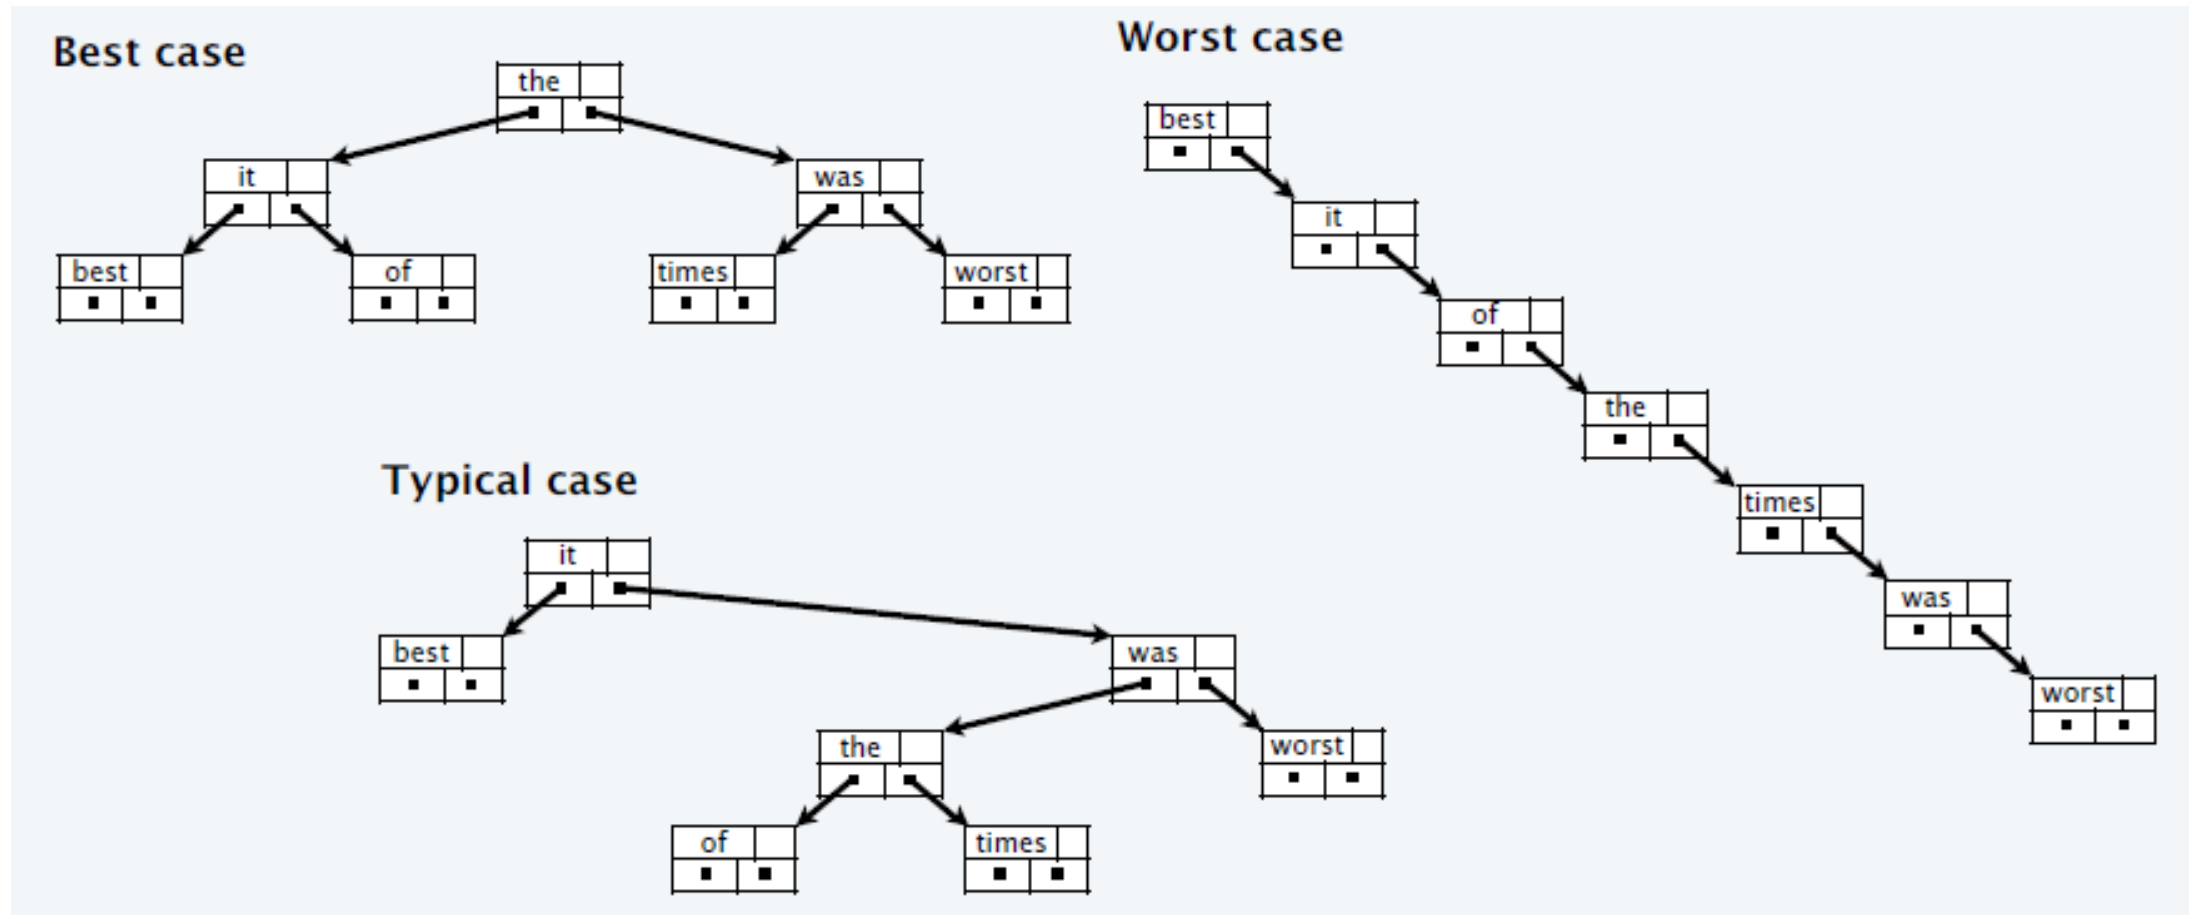 Best case
the
it
was
best
of
times
worst
Worst case
best
it
of
the
times
was
worst
Typical case
it
best
was
the
worst
of
times